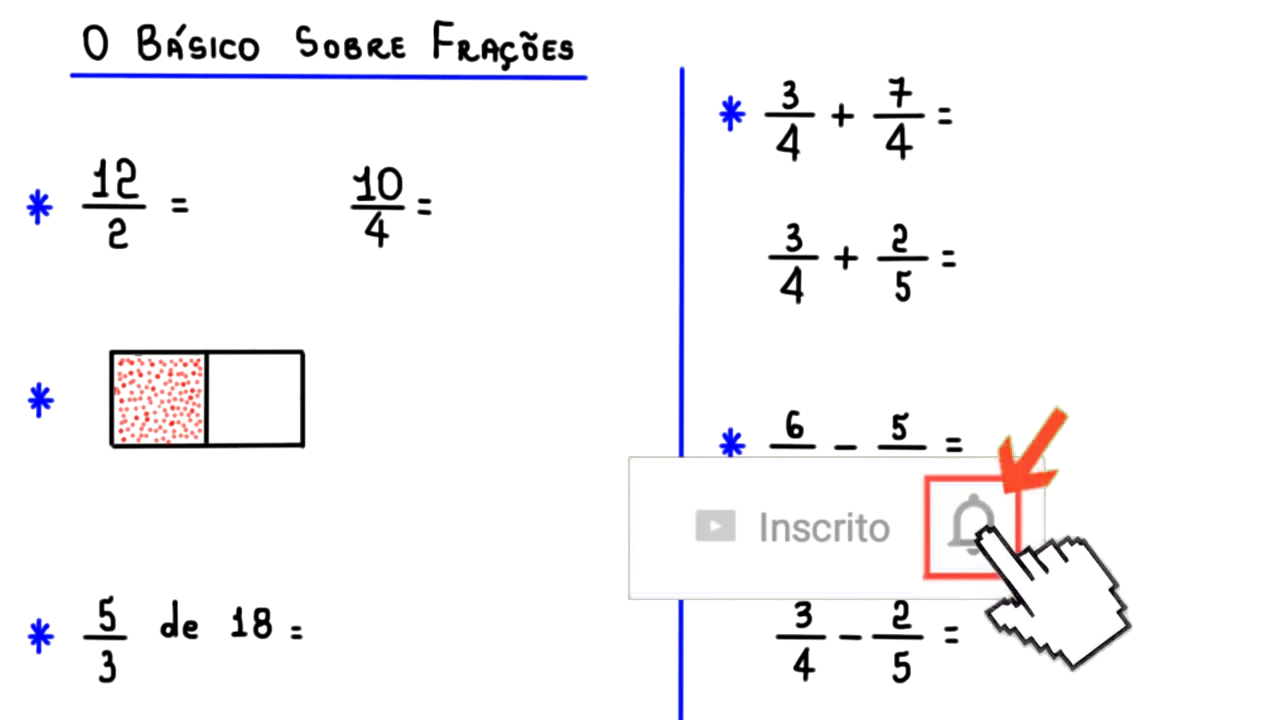 O BÁSICO SOBRE FRAÇÕES
* 12/2 =
10/4 =
*
* 5/3 de 18 =
* 3/4 + 7/4 =
3/4 + 2/5 =
* 6 - 5 =
Inscrito
3/4 - 2/5 =